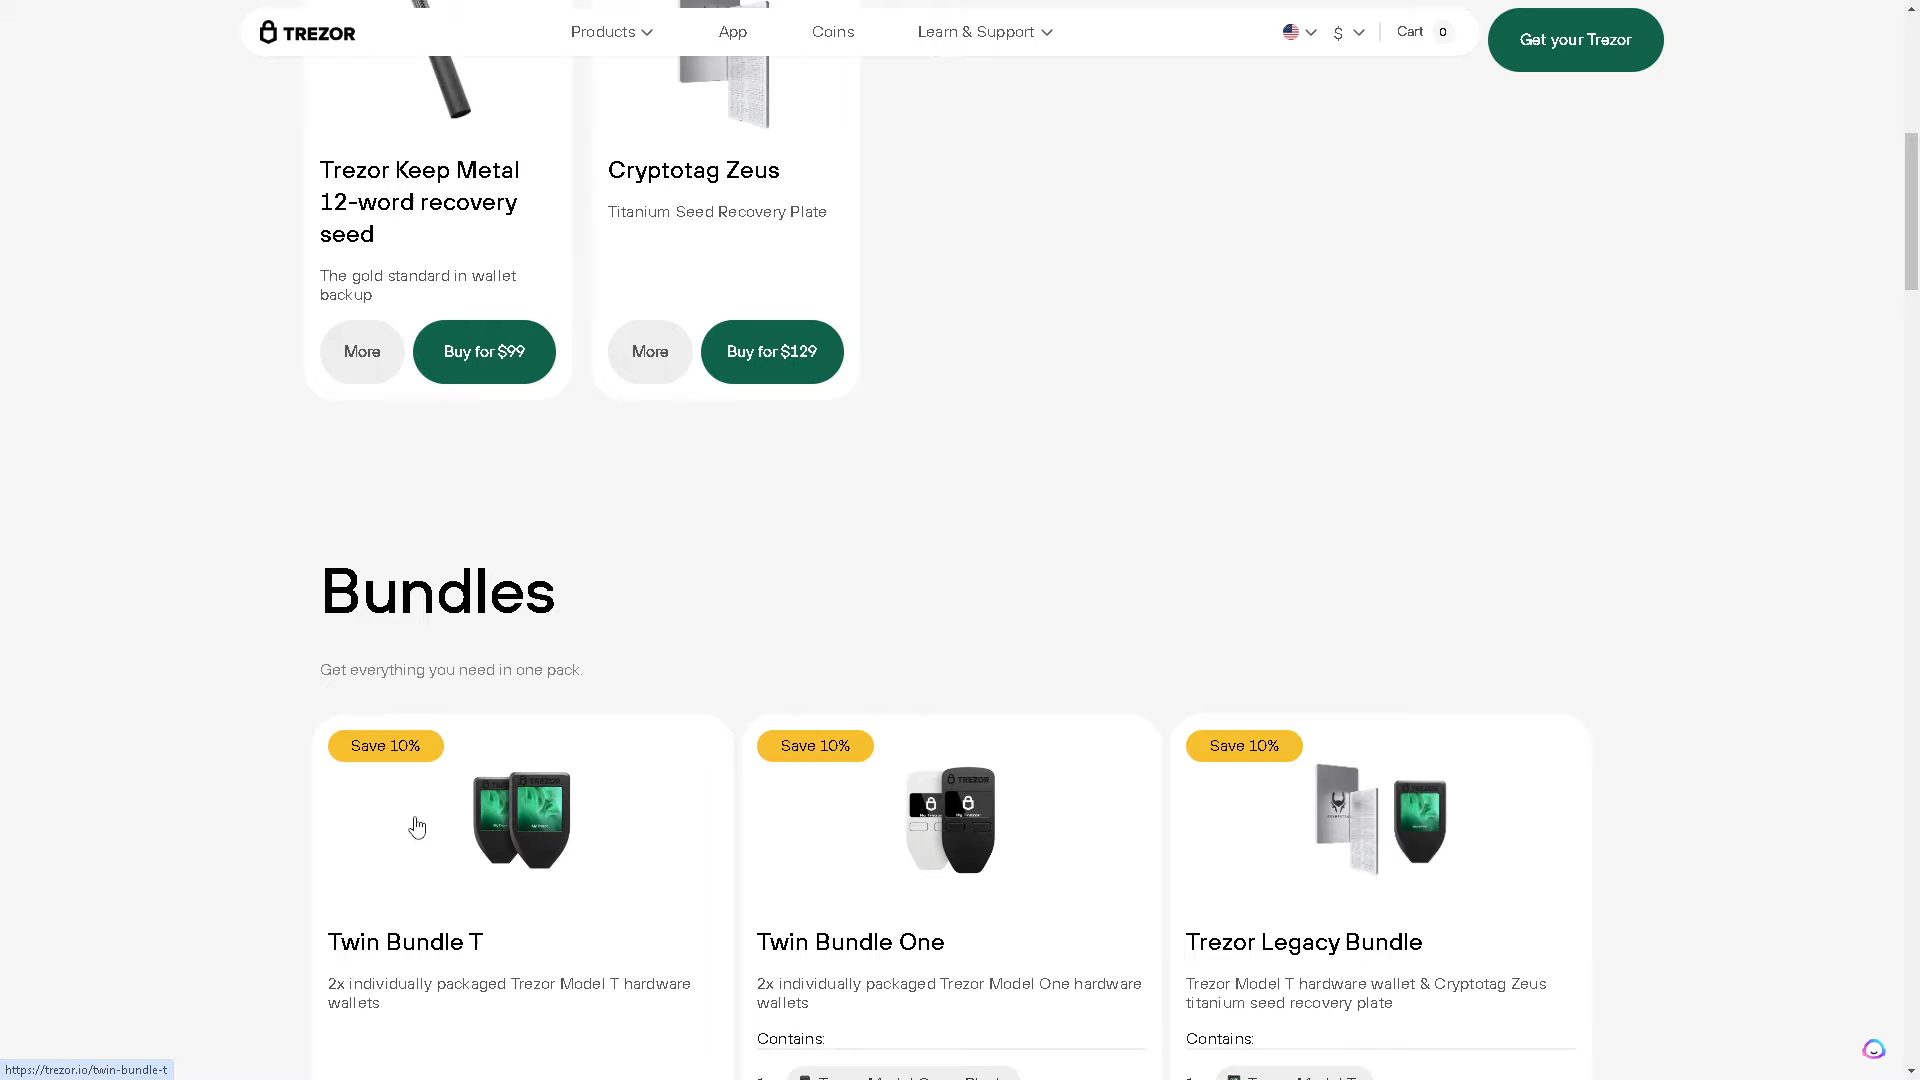 TREZOR
Products
App
Coins
Learn & Support
$
Cart 0
Get your Trezor
Trezor Keep Metal
12-word recovery
seed
The gold standard in wallet
backup
More
Buy for $99
Cryptotag Zeus
Titanium Seed Recovery Plate
More
Buy for $129
Bundles
Get everything you need in one pack.
Save 10%
Twin Bundle T
2x individually packaged Trezor Model T hardware
wallets
Save 10%
TREZOR
Twin Bundle One
2x individually packaged Trezor Model One hardware
wallets
Contains:
Save 10%
Trezor Legacy Bundle
Trezor Model T hardware wallet & Cryptotag Zeus
titanium seed recovery plate
Contains:
https://trezor.io/twin-bundle-t